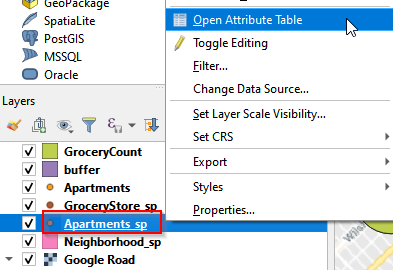 GeoPackage
SpatiaLite
PostGIS
MSSQL
Oracle
Layers
GroceryCount
buffer
Apartments
GroceryStore_sp
Apartments_sp
Neighborhood_sp
Google Road
Open Attribute Table
Toggle Editing
Filter...
Change Data Source...
Set Layer Scale Visibility...
Set CRS
Export
Styles
Properties...